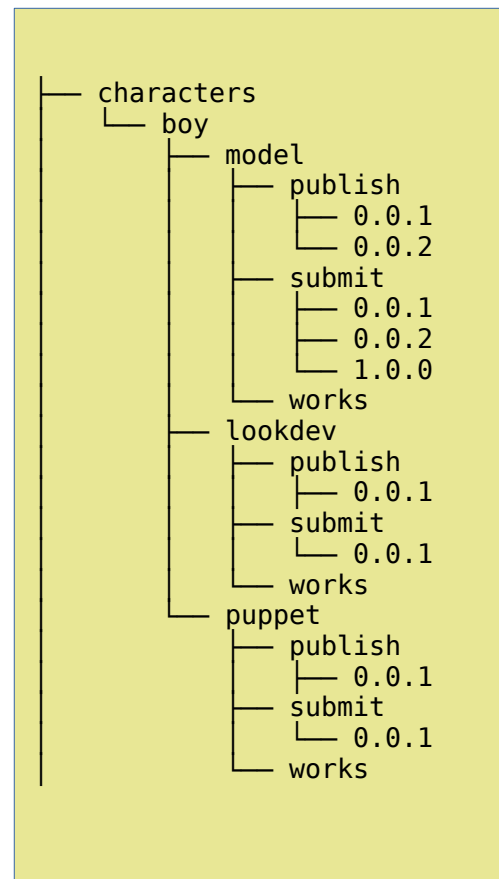 ├── characters
│   └── boy
│       ├── model
│       │   ├── publish
│       │   │   ├── 0.0.1
│       │   │   └── 0.0.2
│       │   ├── submit
│       │   │   ├── 0.0.1
│       │   │   ├── 0.0.2
│       │   │   └── 1.0.0
│       │   └── works
│       ├── lookdev
│       │   ├── publish
│       │   │   ├── 0.0.1
│       │   ├── submit
│       │   │   └── 0.0.1
│       │   └── works
│       └── puppet
│           ├── publish
│           │   ├── 0.0.1
│           ├── submit
│           │   └── 0.0.1
│           └── works